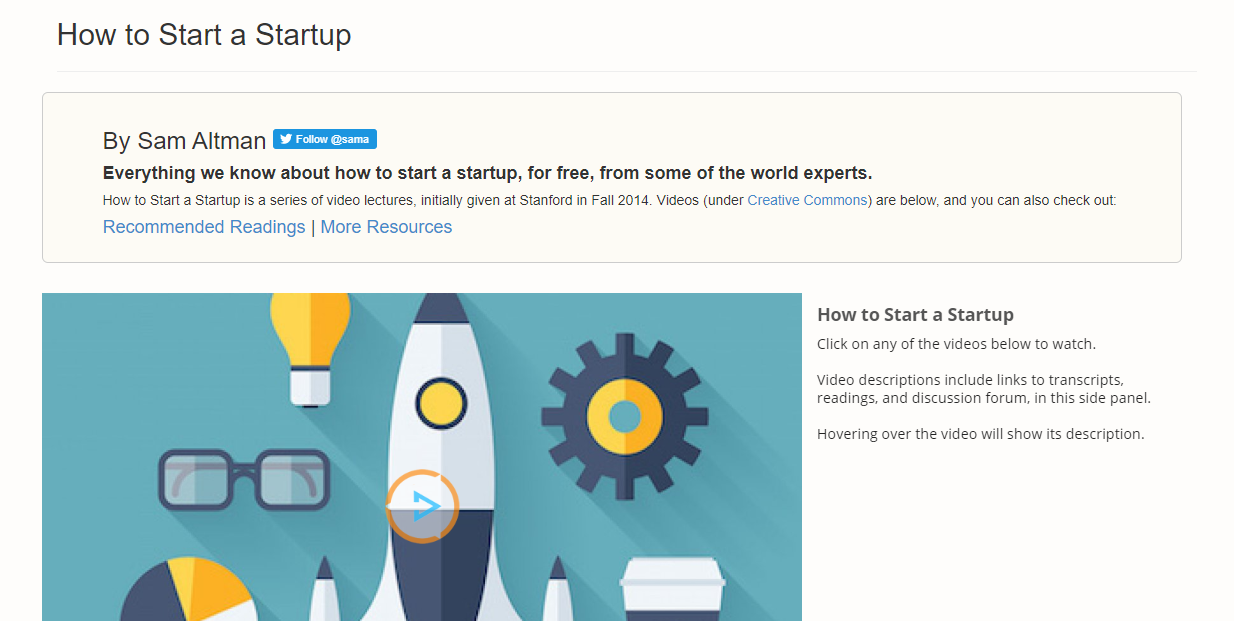 How to Start a Startup
By Sam Altman Follow @sama
Everything we know about how to start a startup, for free, from some of the world experts.
How to Start a Startup is a series of video lectures, initially given at Stanford in Fall 2014. Videos (under Creative Commons) are below, and you can also check out:
Recommended Readings | More Resources
How to Start a Startup
Click on any of the videos below to watch.
Video descriptions include links to transcripts,
readings, and discussion forum, in this side panel.
Hovering over the video will show its description.